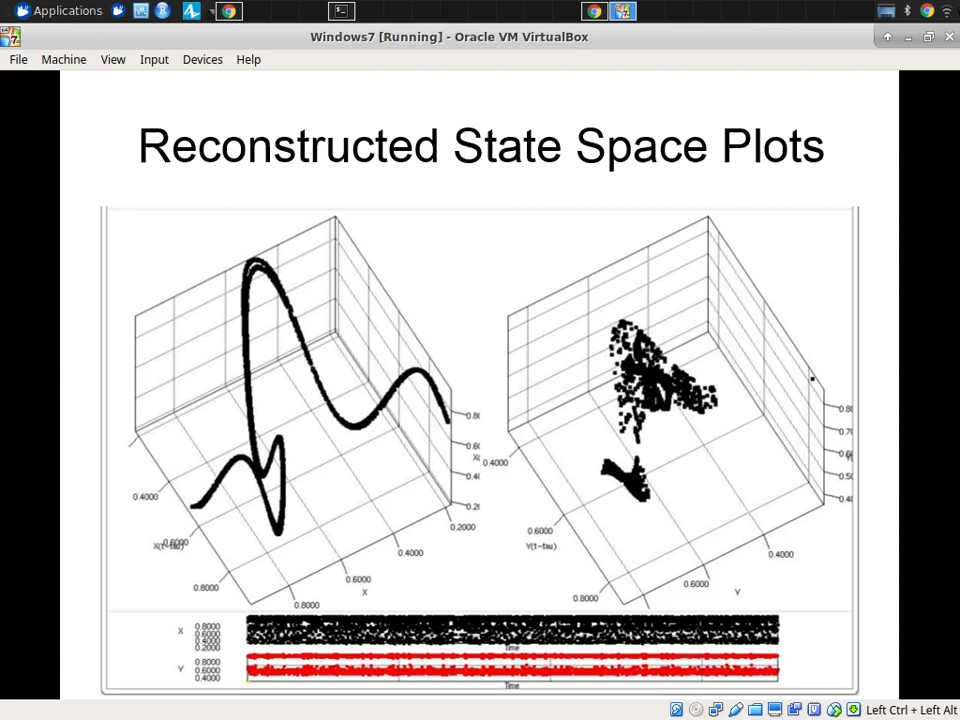 Applications
Windows7 [Running] - Oracle VM VirtualBox
File Machine View Input Devices Help
Reconstructed State Space Plots
0.4000
0.6000
0.8000
X(t-tau)
0.8000
0.6000
0.4000
0.2000
X
0.4000
0.6000
0.8000
Y(t-tau)
0.6000
0.4000
Y
X
0.8000
0.6000
0.4000
0.2000
Time
Y
0.8000
0.6000
0.4000
Time
Left Ctrl + Left Alt